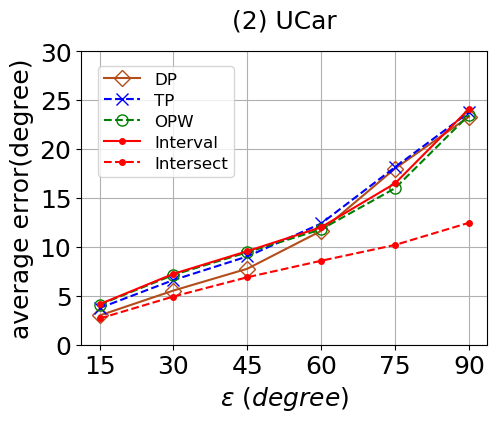 (2) UCar
average error(degree)
30
25
20
15
10
5
0
DP
TP
OPW
Interval
Intersect
15 30 45 60 75 90
ε (degree)